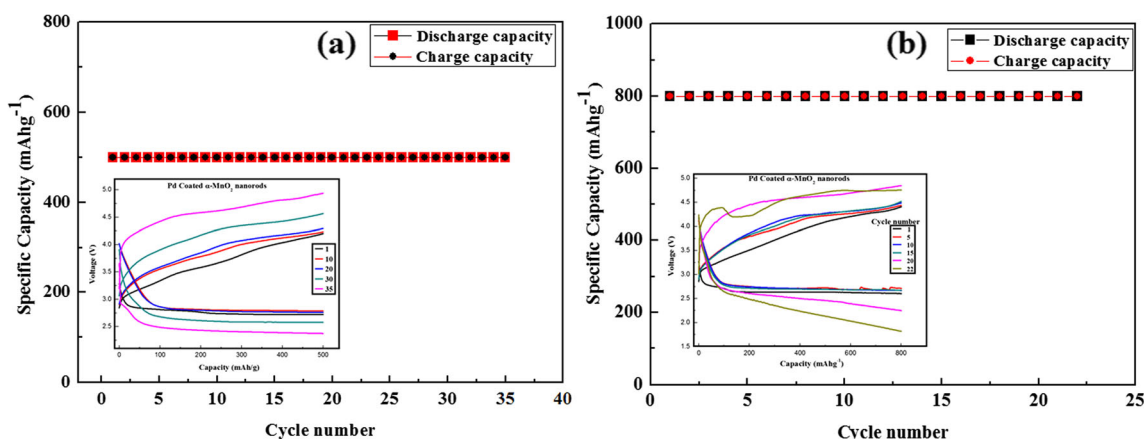 (a)
Discharge capacity
Charge capacity
Specific Capacity (mAhg⁻¹)
800
600
400
200
0
0 5 10 15 20 25 30 35 40
Cycle number
Pd Coated α-MnO₂ nanorods
Voltage (V)
5.0
4.5
4.0
3.5
3.0
2.5
1
10
20
30
35
0 100 200 300 400 500
Capacity (mAh/g)
(b)
Discharge capacity
Charge capacity
Specific Capacity (mAhg⁻¹)
1000
800
600
400
200
0
0 5 10 15 20 25
Cycle number
Pd Coated α-MnO₂ nanorods
Voltage (V)
5.0
4.5
4.0
3.5
3.0
2.5
2.0
1.5
Cycle number
1
5
10
15
20
22
0 200 400 600 800
Capacity (mAhg⁻¹)